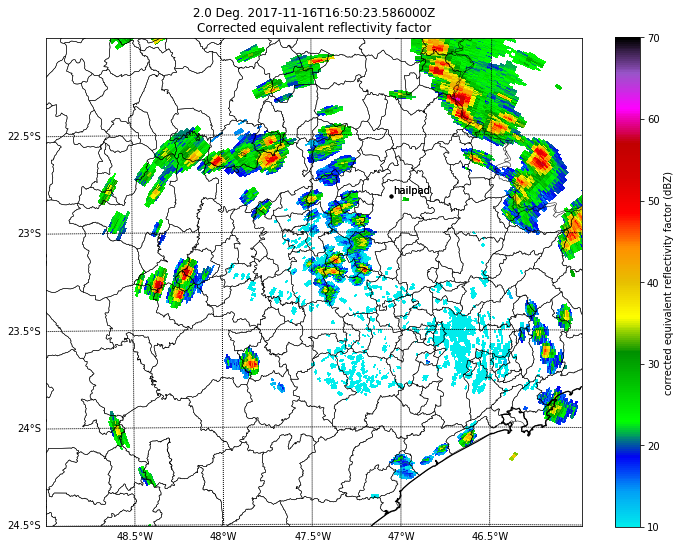 2.0 Deg. 2017-11-16T16:50:23.586000Z
Corrected equivalent reflectivity factor
70
60
50
40
30
20
10
corrected equivalent reflectivity factor (dBZ)
22.5°S
23°S
23.5°S
24°S
24.5°S
hailpad
48.5°W
48°W
47.5°W
47°W
46.5°W